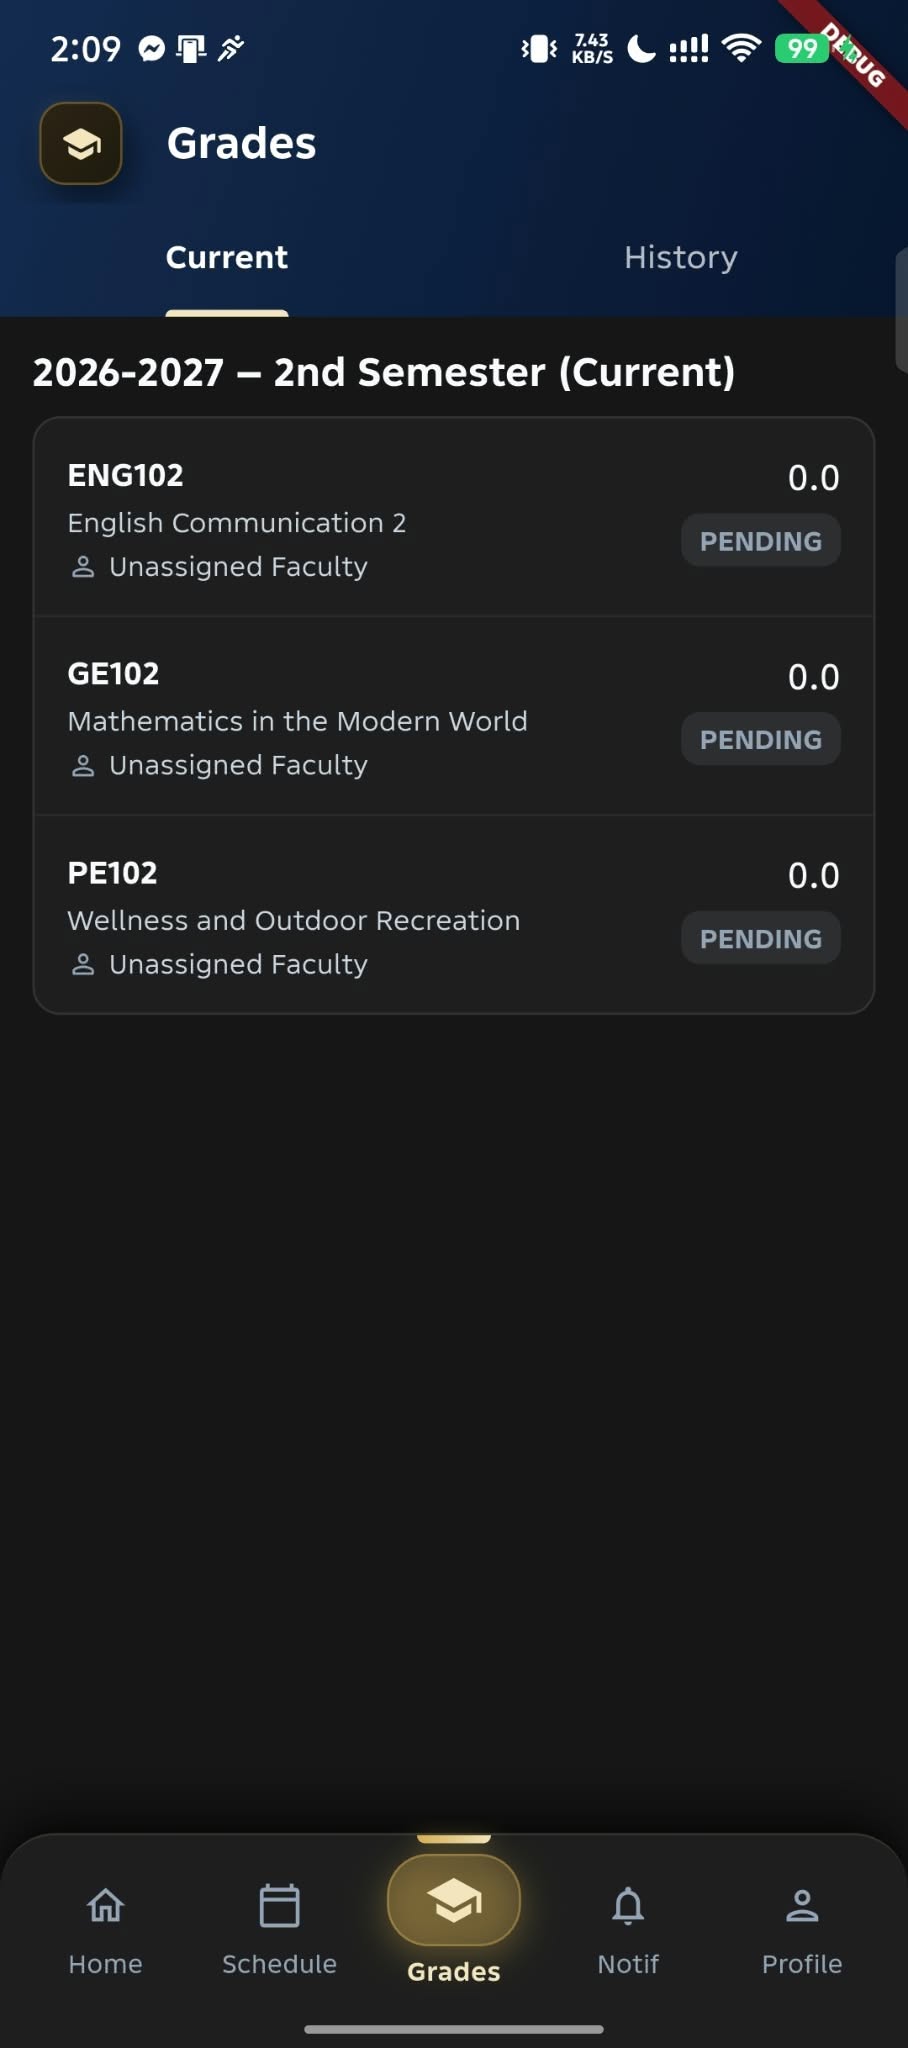 2:09
7.43
KB/S
99
DEBUG
Grades
Current
History
2026-2027 – 2nd Semester (Current)
ENG102
0.0
English Communication 2
PENDING
Unassigned Faculty
GE102
0.0
Mathematics in the Modern World
PENDING
Unassigned Faculty
PE102
0.0
Wellness and Outdoor Recreation
PENDING
Unassigned Faculty
Home
Schedule
Grades
Notif
Profile